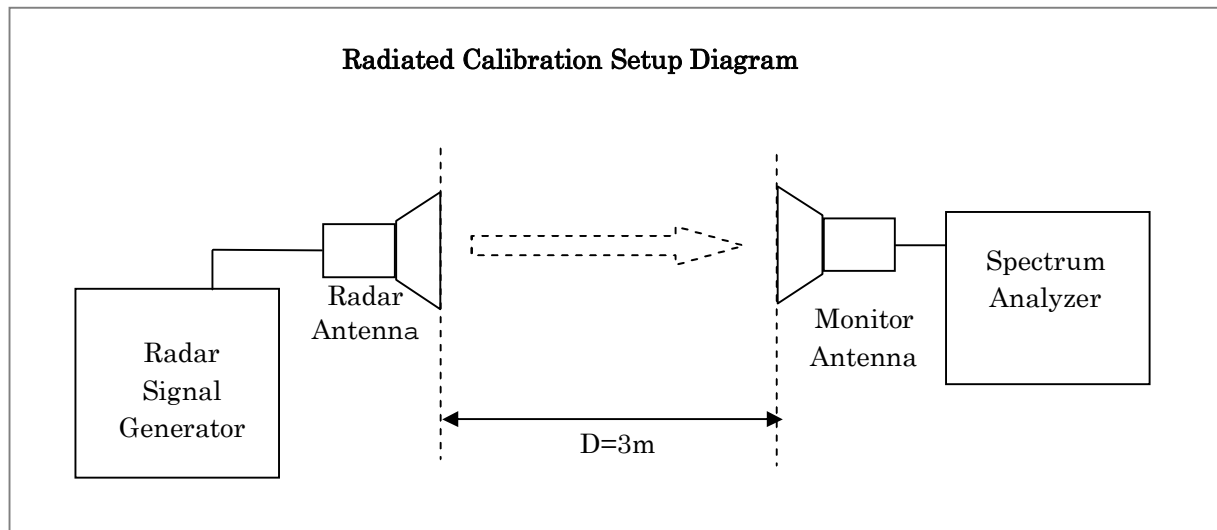 Radiated Calibration Setup Diagram
Radar
Antenna
Radar
Signal
Generator
D=3m
Monitor
Antenna
Spectrum
Analyzer